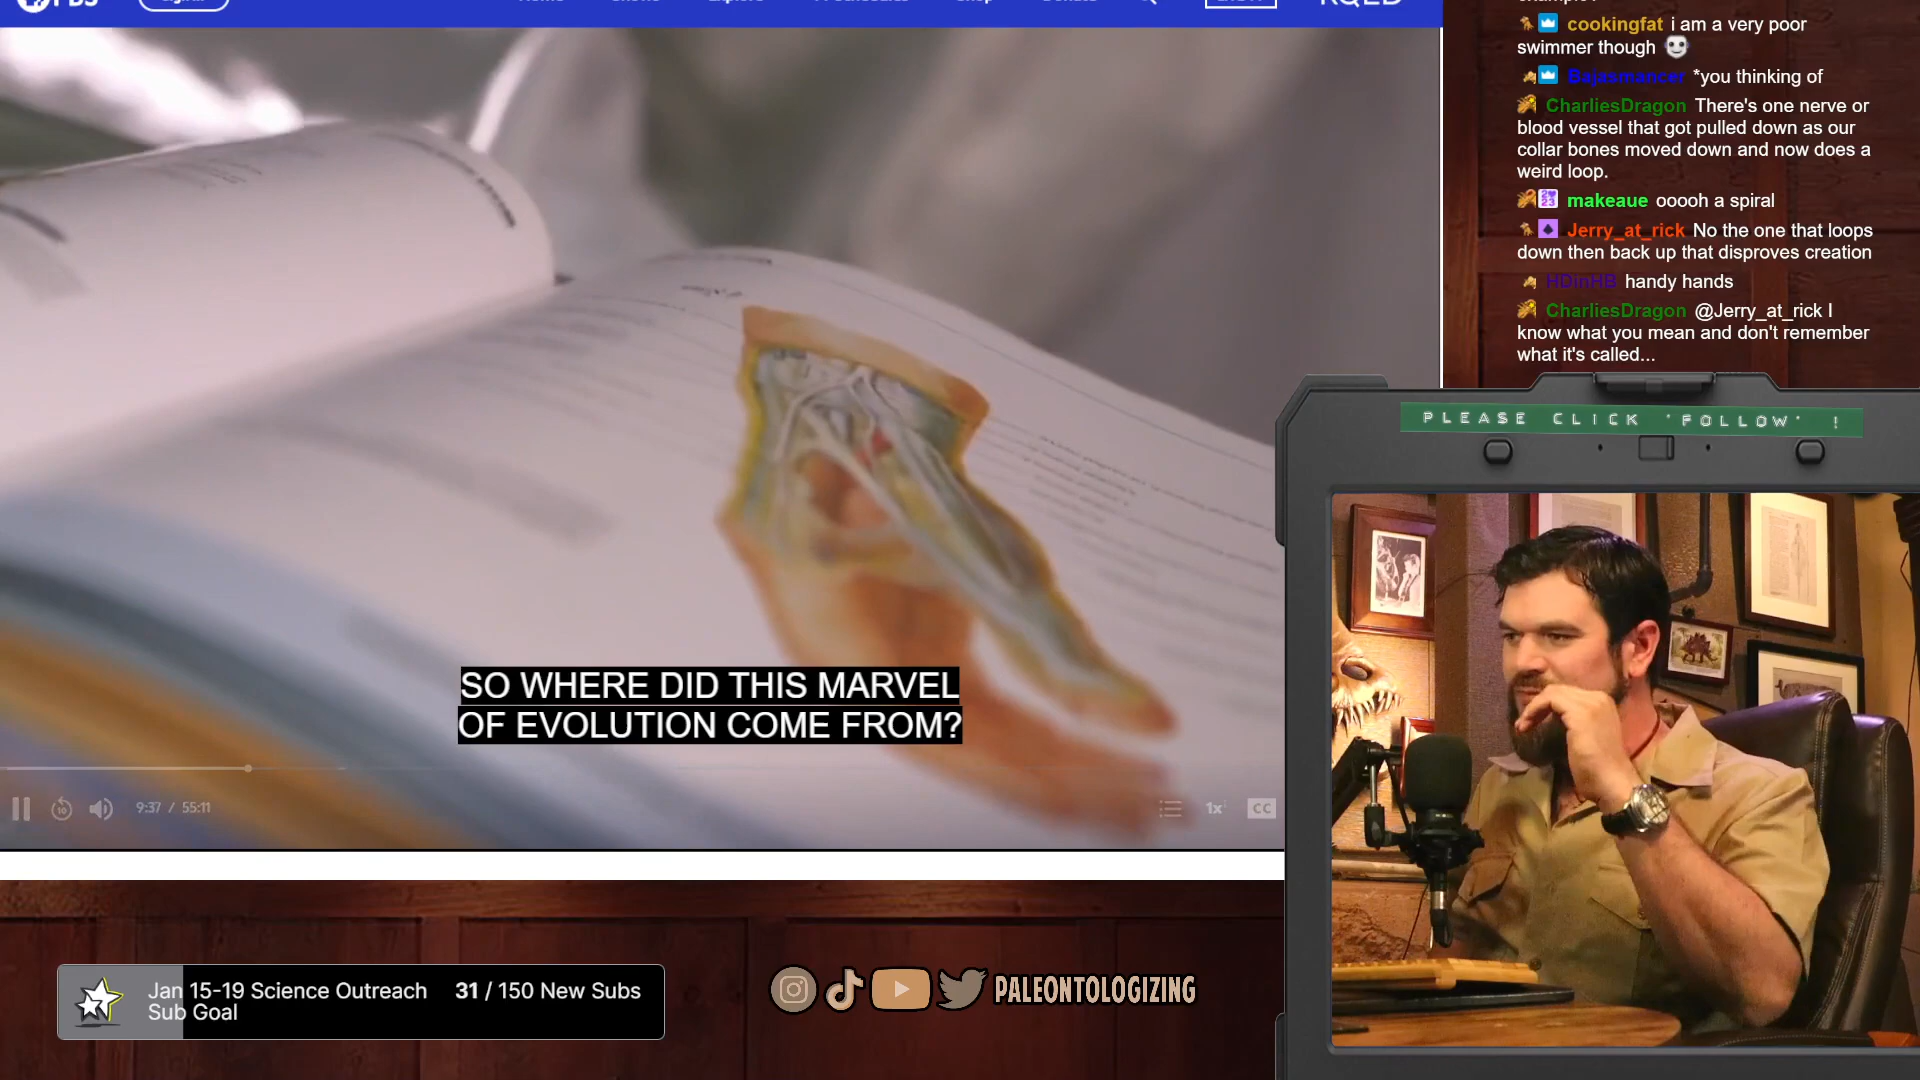 PBS
cookingfat i am a very poor
swimmer though
Bajasmancer *you thinking of
CharliesDragon There's one nerve or
blood vessel that got pulled down as our
collar bones moved down and now does a
weird loop.
makeaue ooooh a spiral
Jerry_at_rick No the one that loops
down then back up that disproves creation
HDinHB handy hands
CharliesDragon @Jerry_at_rick I
know what you mean and don't remember
what it's called...
PLEASE CLICK "FOLLOW" !
SO WHERE DID THIS MARVEL
OF EVOLUTION COME FROM?
10
9:37 / 55:11
1x
CC
Jan 15-19 Science Outreach 31 / 150 New Subs
Sub Goal
PALEONTOLOGIZING